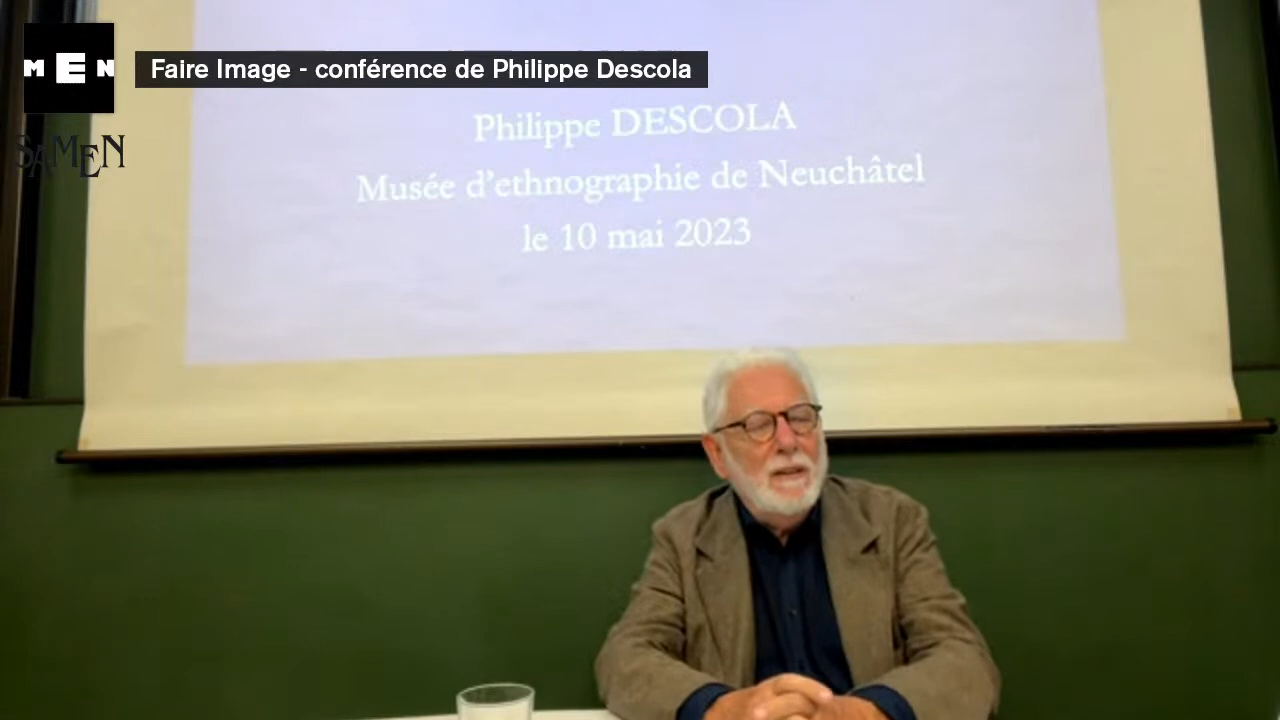 MEN
Faire Image - conférence de Philippe Descola
SAMEN
Philippe DESCOLA
Musée d'ethnographie de Neuchâtel
le 10 mai 2023